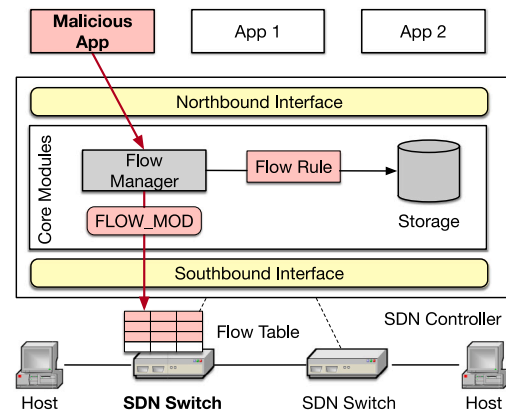 Malicious
App
App 1
App 2
Northbound Interface
Core Modules
Flow
Manager
Flow Rule
Storage
FLOW_MOD
Southbound Interface
Flow Table
SDN Controller
Host
SDN Switch
SDN Switch
Host